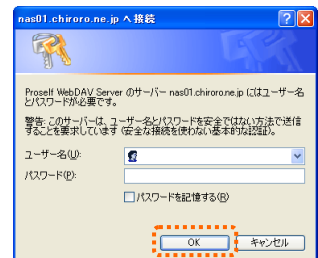 nas01.chiroro.ne.jp へ接続
Proself WebDAV Server のサーバー nas01.chiroro.ne.jp にはユーザー名
とパスワードが必要です。
警告: このサーバーは、ユーザー名とパスワードを安全ではない方法で送信
することを要求しています (安全な接続を使わない基本的な認証)。
ユーザー名(U):
パスワード(P):
パスワードを記憶する(R)
OK キャンセル